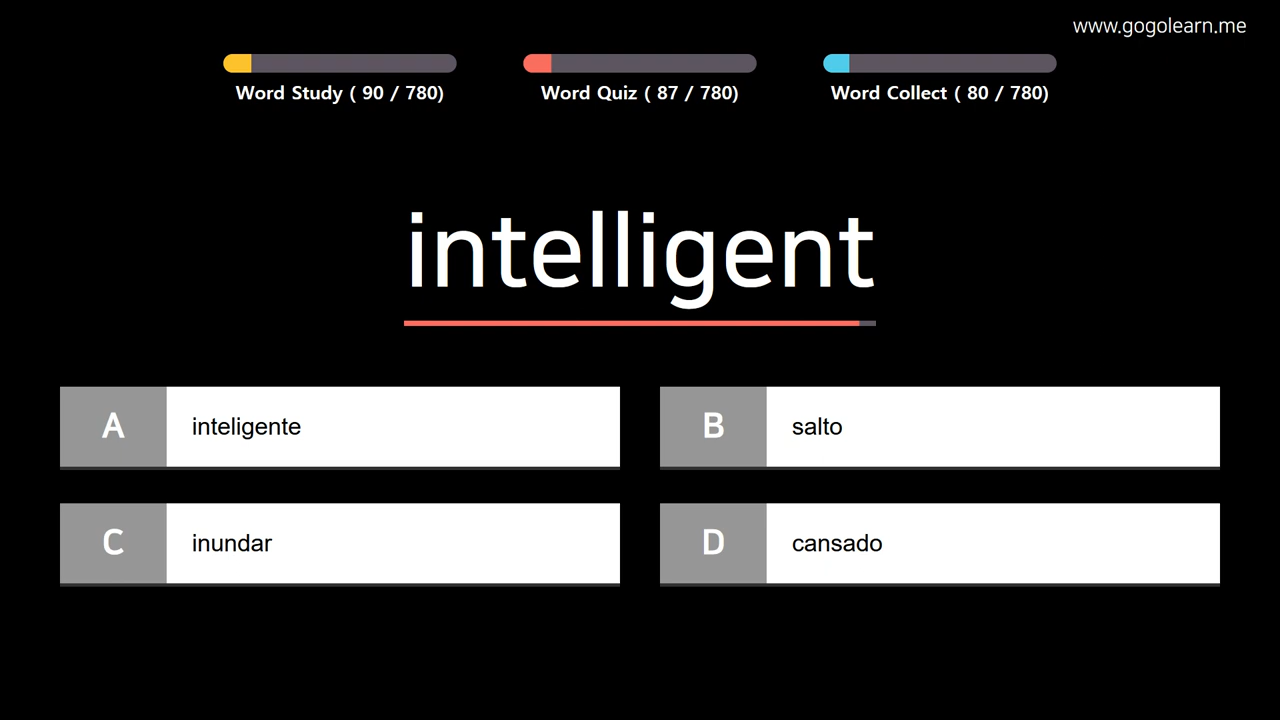 www.gogolearn.me
Word Study ( 90 / 780)
Word Quiz ( 87 / 780)
Word Collect ( 80 / 780)
intelligent
A inteligente
B salto
C inundar
D cansado